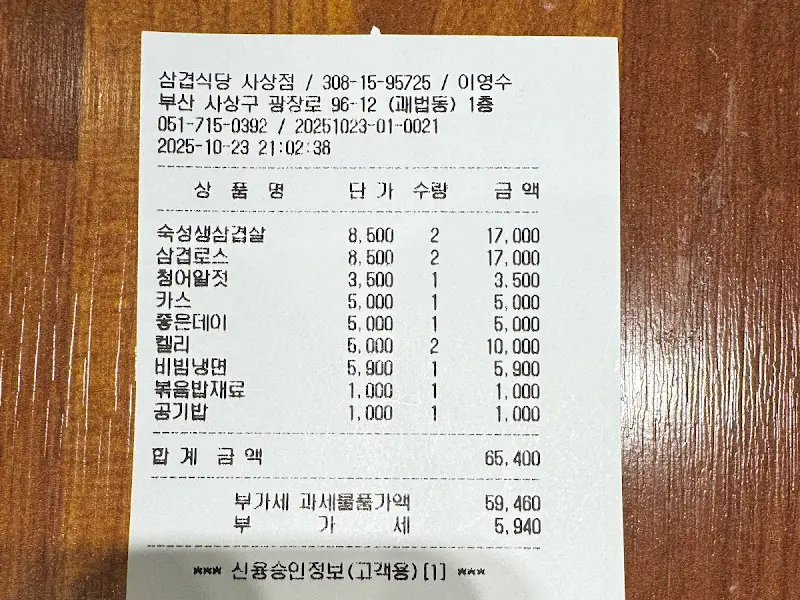 삼겹식당 사상점 / 308-15-95725 / 이영수
부산 사상구 광장로 96-12 (괘법동) 1층
051-715-0392 / 20251023-01-0021
2025-10-23 21:02:38
상 품 명 단 가 수량 금 액
숙성생삼겹살 8,500 2 17,000
삼겹로스 8,500 2 17,000
청어알젓 3,500 1 3,500
카스 5,000 1 5,000
좋은데이 5,000 1 5,000
켈리 5,000 2 10,000
비빔냉면 5,900 1 5,900
볶음밥재료 1,000 1 1,000
공기밥 1,000 1 1,000
합 계 금 액 65,400
부가세 과세물품가액 59,460
부 가 세 5,940
*** 신용승인정보(고객용)[1] ***